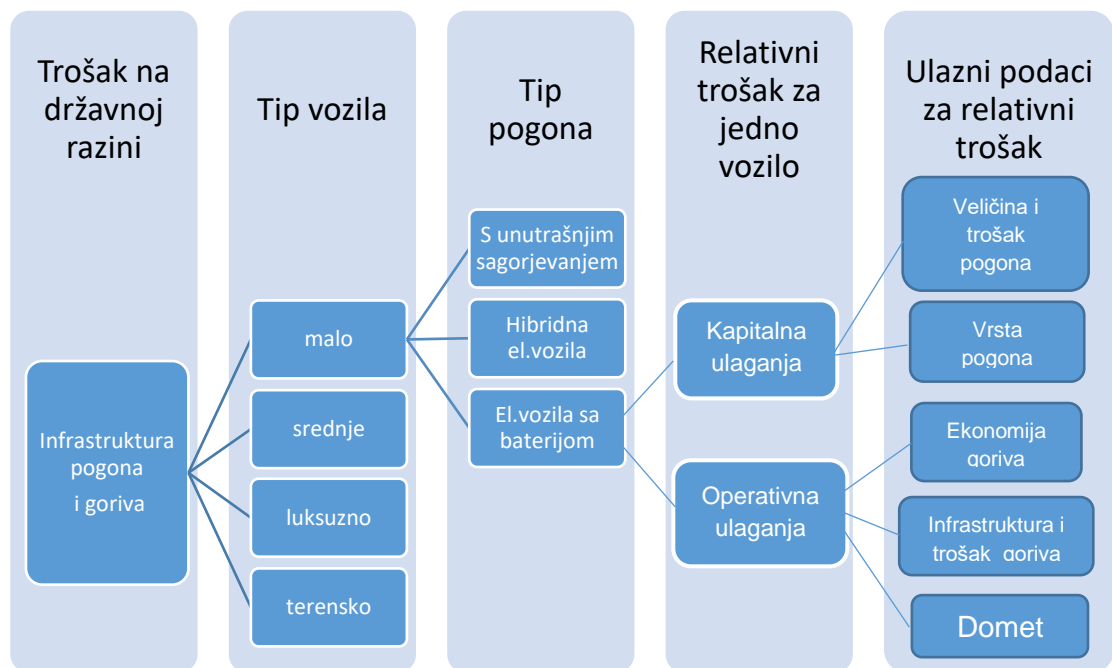 Trošak na
državnoj
razini
Infrastruktura
pogona
i goriva
Tip vozila
malo
srednje
luksuzno
terensko
Tip
pogona
S unutrašnjim
sagorjevanjem
Hibridna
el.vozila
El.vozila sa
baterijom
Relativni
trošak za
jedno
vozilo
Kapitalna
ulaganja
Operativna
ulaganja
Ulazni podaci
za relativni
trošak
Veličina i
trošak
pogona
Vrsta
pogona
Ekonomija
goriva
Infrastruktura i
trošak goriva
Domet